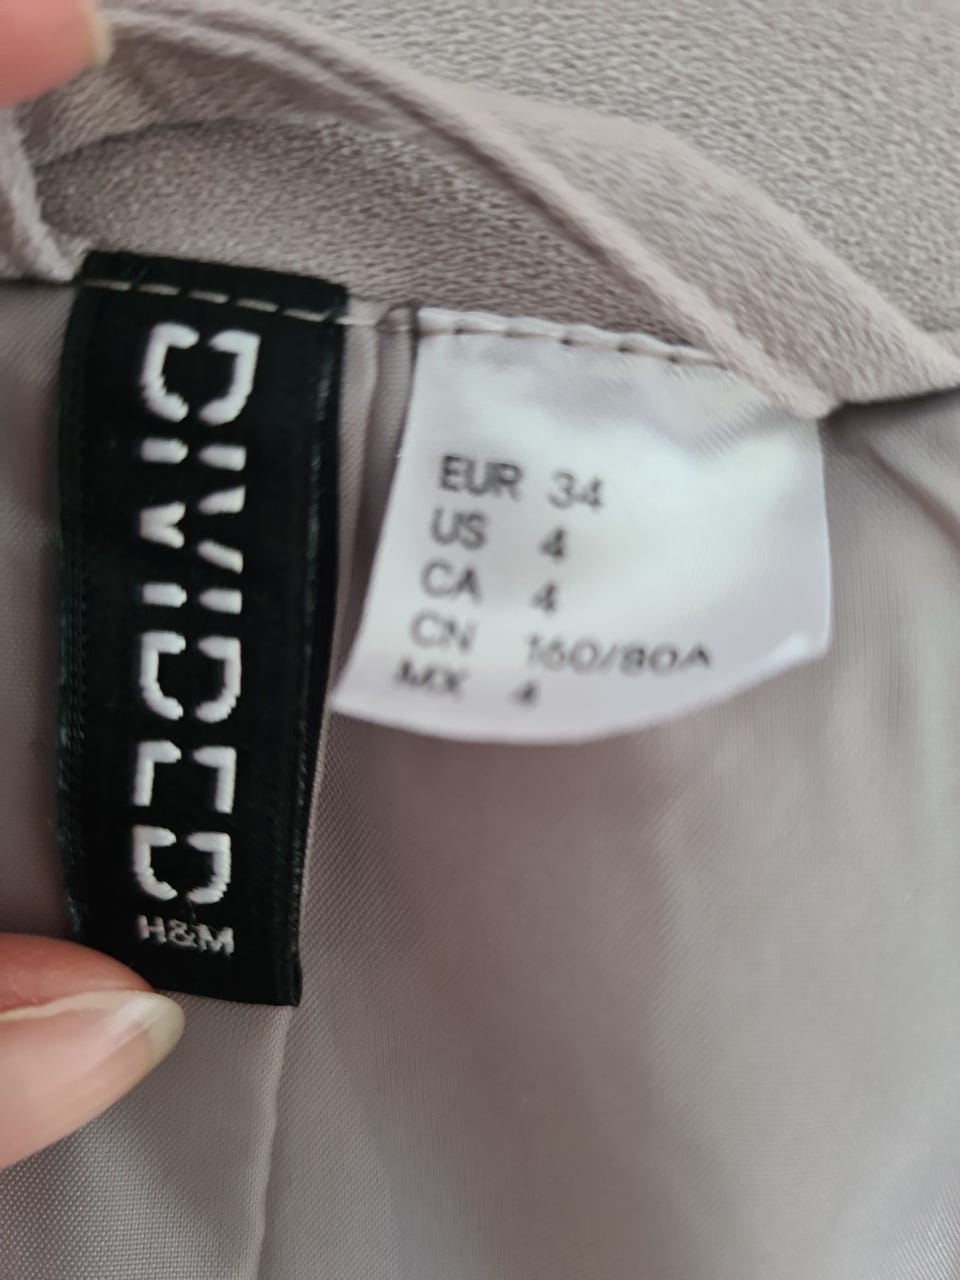 DIVIDED
H&M
EUR 34
US 4
CA 4
CN 160/80A
MX 4